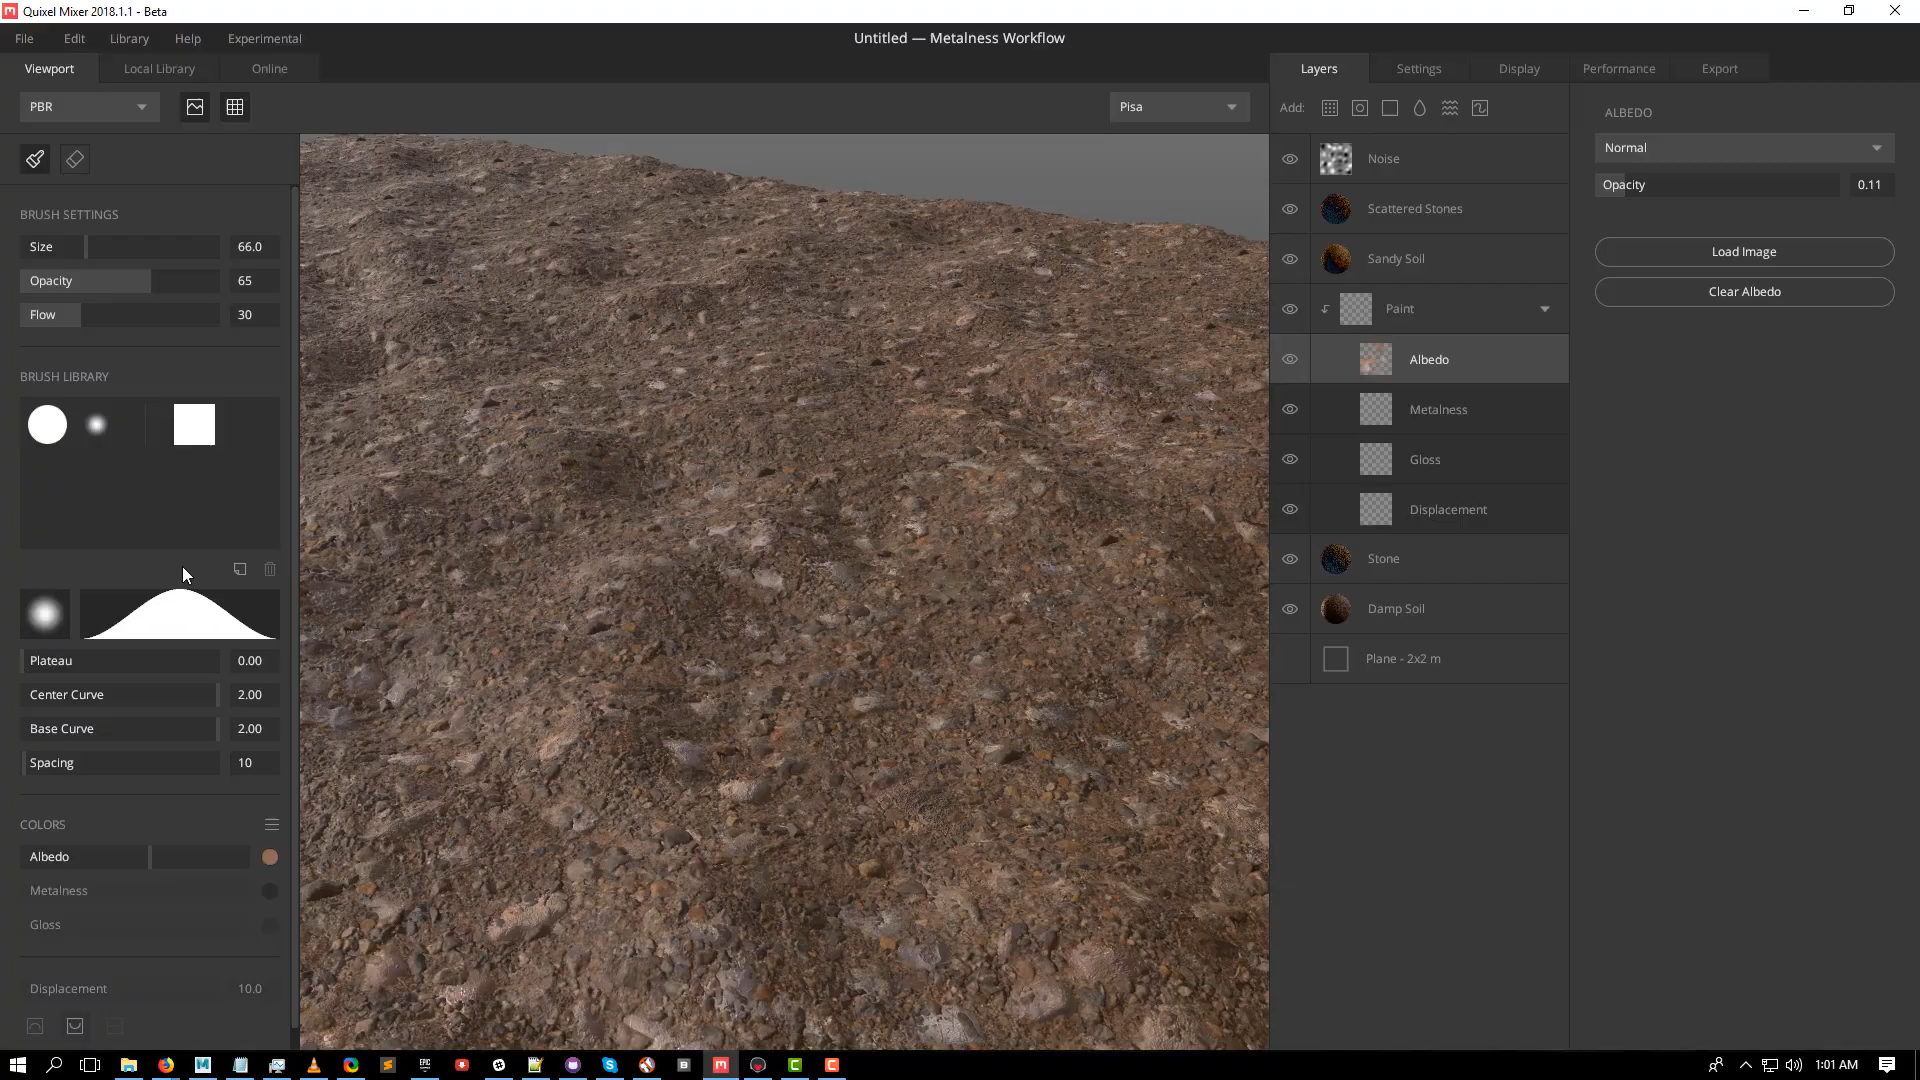 Quixel Mixer 2018.1.1 - Beta
File Edit Library Help Experimental
Untitled — Metalness Workflow
Viewport Local Library Online
Layers Settings Display Performance Export
PBR
Pisa
Add:
ALBEDO
Normal
Opacity 0.11
Load Image
Clear Albedo
BRUSH SETTINGS
Size 66.0
Opacity 65
Flow 30
BRUSH LIBRARY
Plateau 0.00
Center Curve 2.00
Base Curve 2.00
Spacing 10
COLORS
Albedo
Metalness
Gloss
Displacement 10.0
Noise
Scattered Stones
Sandy Soil
Paint
Albedo
Metalness
Gloss
Displacement
Stone
Damp Soil
Plane - 2x2 m
EPIC
1:01 AM